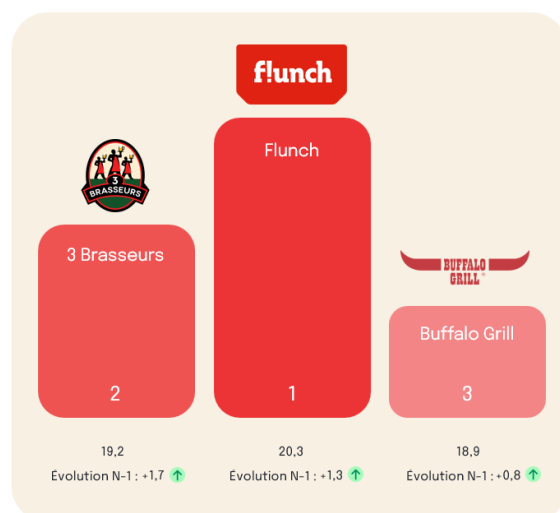 f!unch
Flunch
3
BRASSEURS
3 Brasseurs
BUFFALO
GRILL
Buffalo Grill
2
1
3
19,2
20,3
18,9
Évolution N-1 : +1,7
Évolution N-1 : +1,3
Évolution N-1 : +0,8